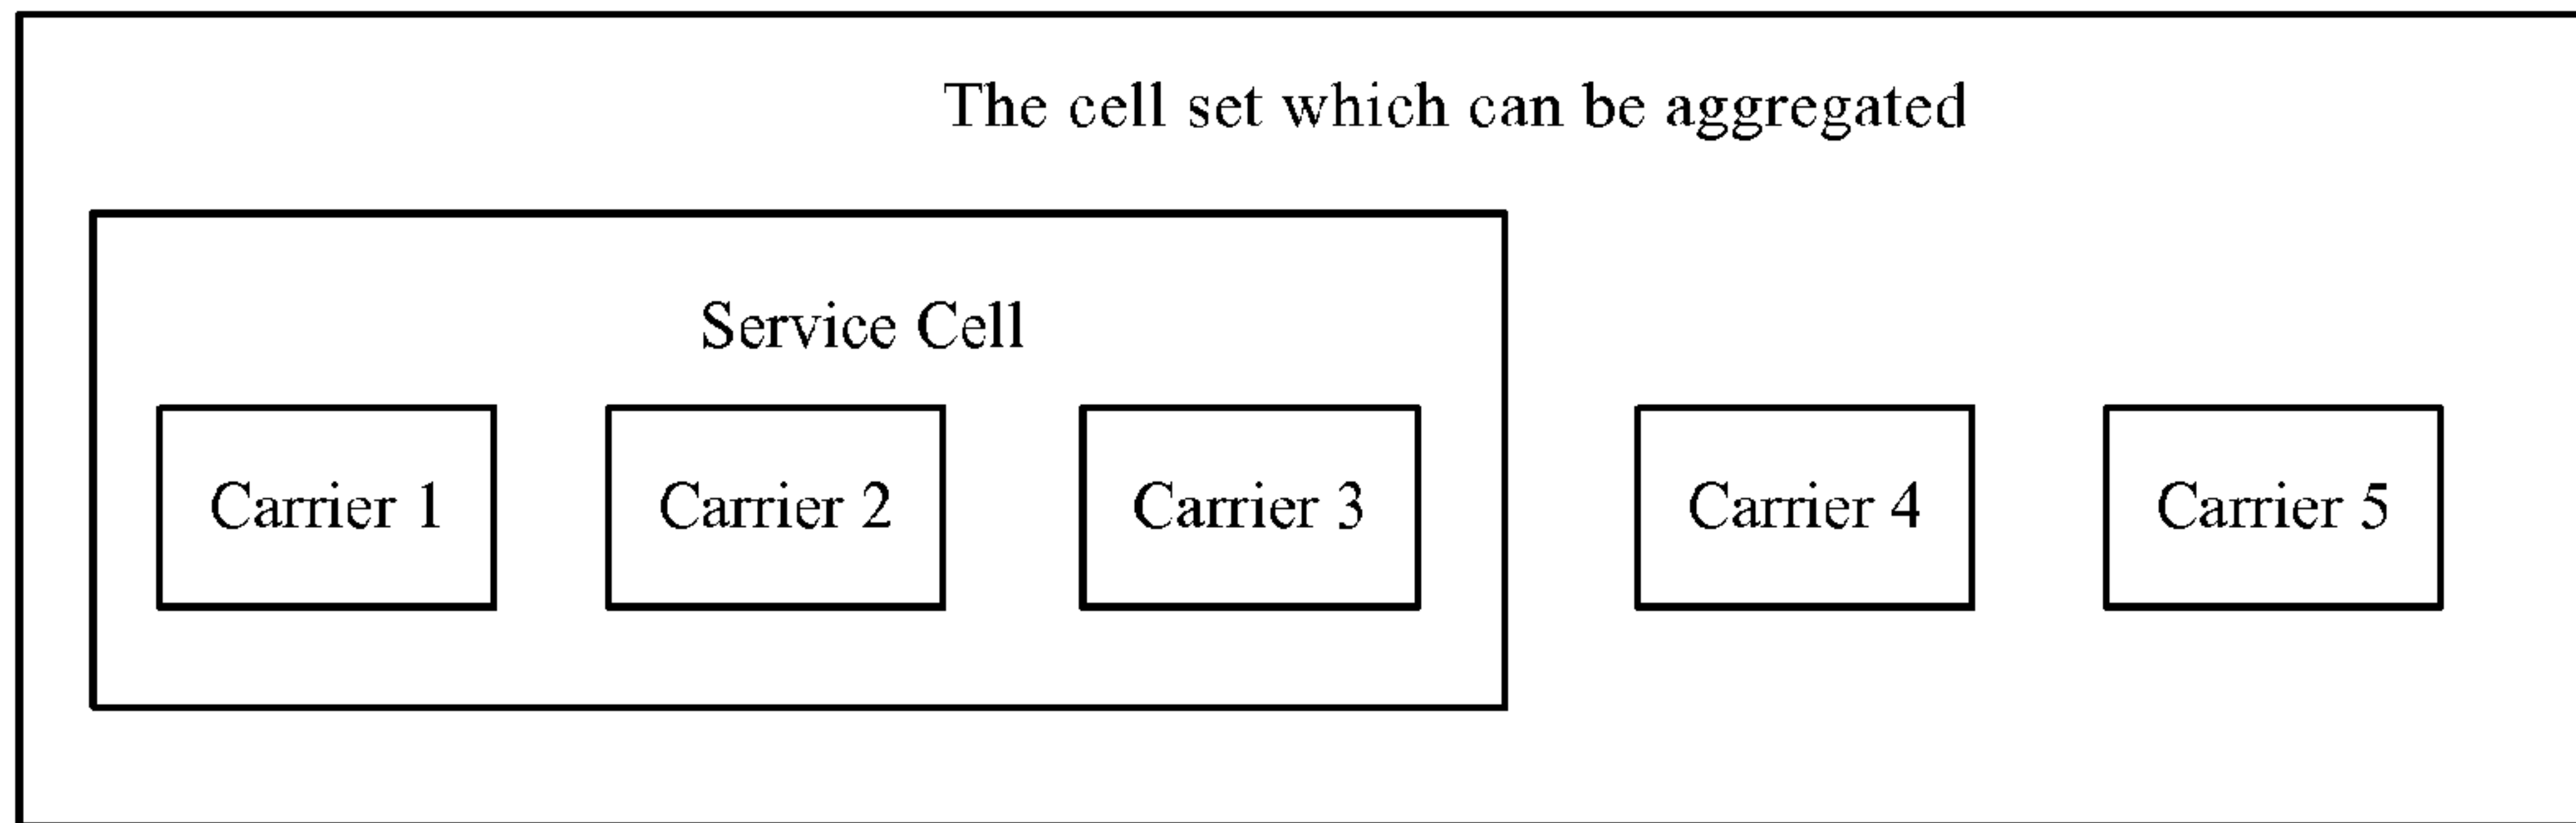 The cell set which can be aggregated
Service Cell
Carrier 1
Carrier 2
Carrier 3
Carrier 4
Carrier 5